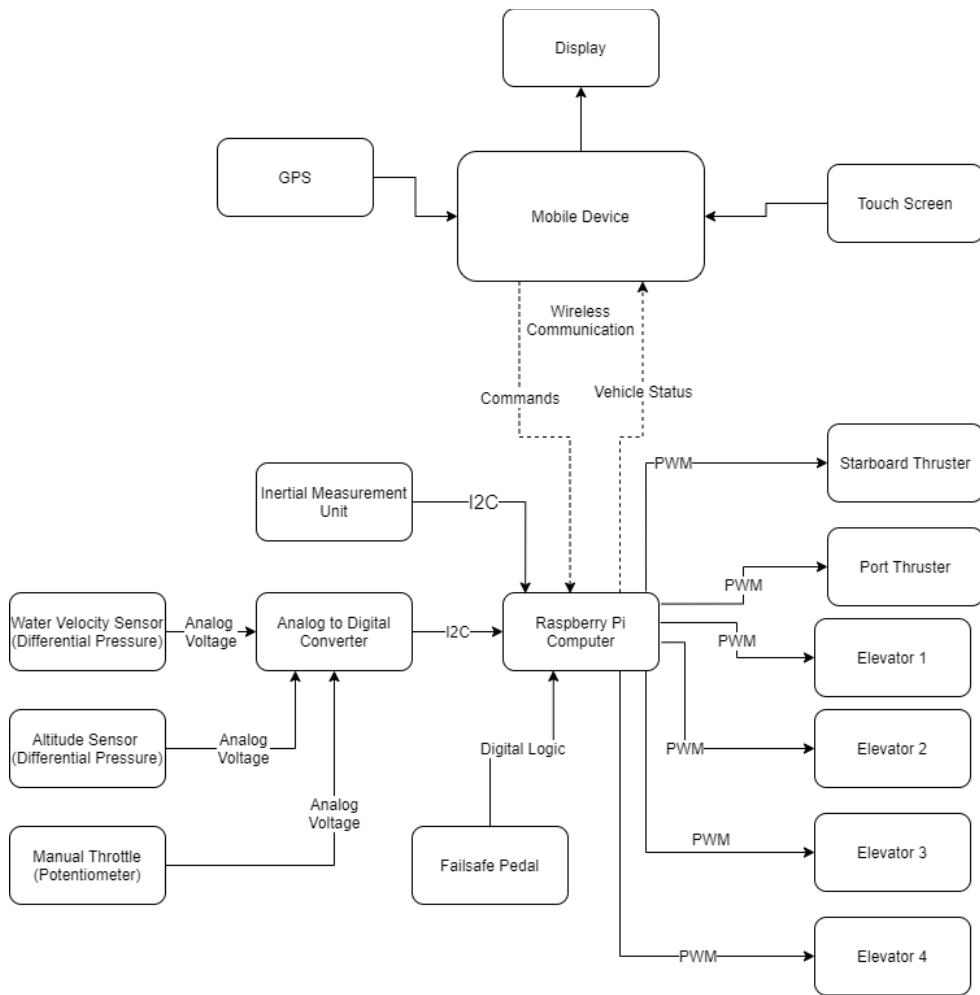 Display
GPS
Mobile Device
Touch Screen
Wireless
Communication
Commands
Vehicle Status
PWM
Starboard Thruster
Inertial Measurement
Unit
I2C
PWM
Port Thruster
Water Velocity Sensor
(Differential Pressure)
Analog
Voltage
Analog to Digital
Converter
I2C
Raspberry Pi
Computer
PWM
Elevator 1
Altitude Sensor
(Differential Pressure)
Analog
Voltage
Digital Logic
PWM
Elevator 2
Analog
Voltage
Manual Throttle
(Potentiometer)
Failsafe Pedal
PWM
Elevator 3
PWM
Elevator 4